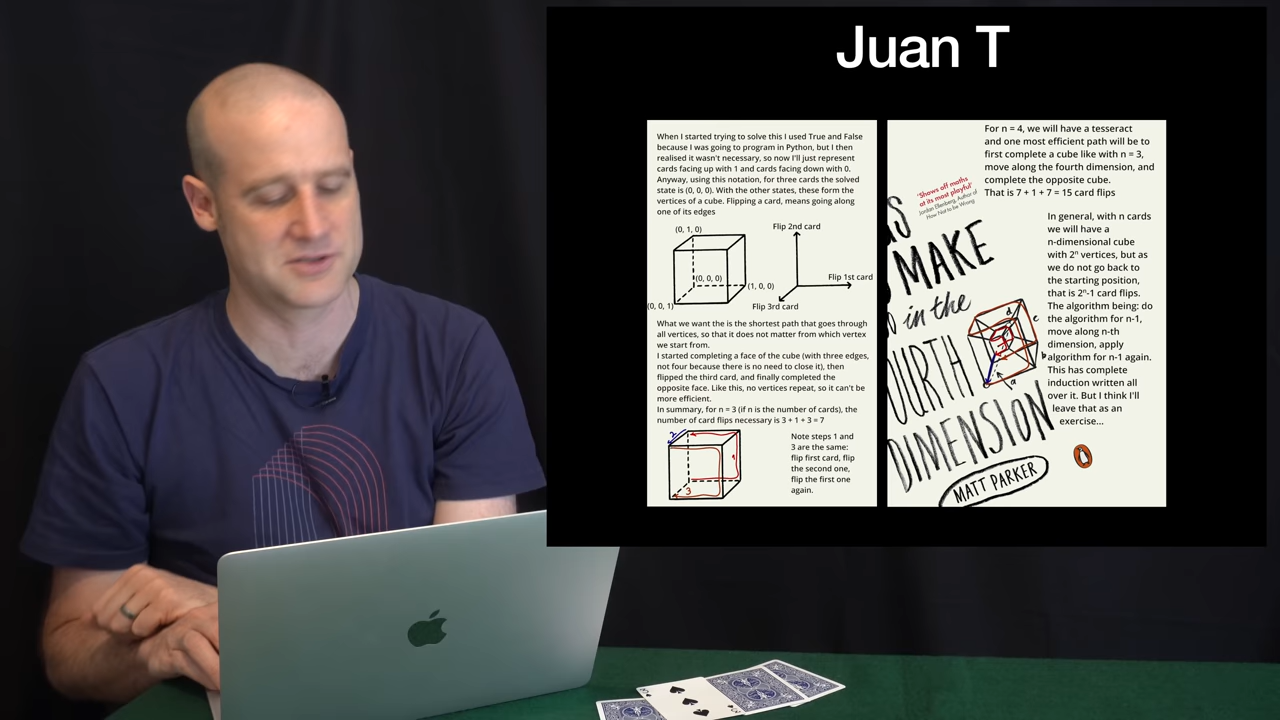 Juan T
When I started trying to solve this I used True and False
because I was going to program in Python, but I then
realised it wasn't necessary, so now I'll just represent
cards facing up with 1 and cards facing down with 0.
Anyway, using this notation, for three cards the solved
state is (0, 0, 0). With the other states, these form the
vertices of a cube. Flipping a card, means going along
one of its edges
(0, 1, 0)
(0, 0, 0)
(1, 0, 0)
(0, 0, 1)
Flip 2nd card
Flip 1st card
Flip 3rd card
What we want the is the shortest path that goes through
all vertices, so that it does not matter from which vertex
we start from.
I started completing a face of the cube (with three edges,
not four because there is no need to close it), then
flipped the third card, and finally completed the
opposite face. Like this, no vertices repeat, so it can't be
more efficient.
In summary, for n = 3 (if n is the number of cards), the
number of card flips necessary is 3 + 1 + 3 = 7
2
1
3
Note steps 1 and
3 are the same:
flip first card, flip
the second one,
flip the first one
again.
For n = 4, we will have a tesseract
and one most efficient path will be to
first complete a cube like with n = 3,
move along the fourth dimension, and
complete the opposite cube.
That is 7 + 1 + 7 = 15 card flips
'Shows off maths
at its most playful'
Jordan Ellenberg, Author of
How Not to be Wrong
MAKE
in the
OURTH
DIMENSION
MATT PARKER
d
c
b
a
In general, with n cards
we will have a
n-dimensional cube
with 2ⁿ vertices, but as
we do not go back to
the starting position,
that is 2ⁿ-1 card flips.
The algorithm being: do
the algorithm for n-1,
move along n-th
dimension, apply
algorithm for n-1 again.
This has complete
induction written all
over it. But I think I'll
leave that as an
exercise...